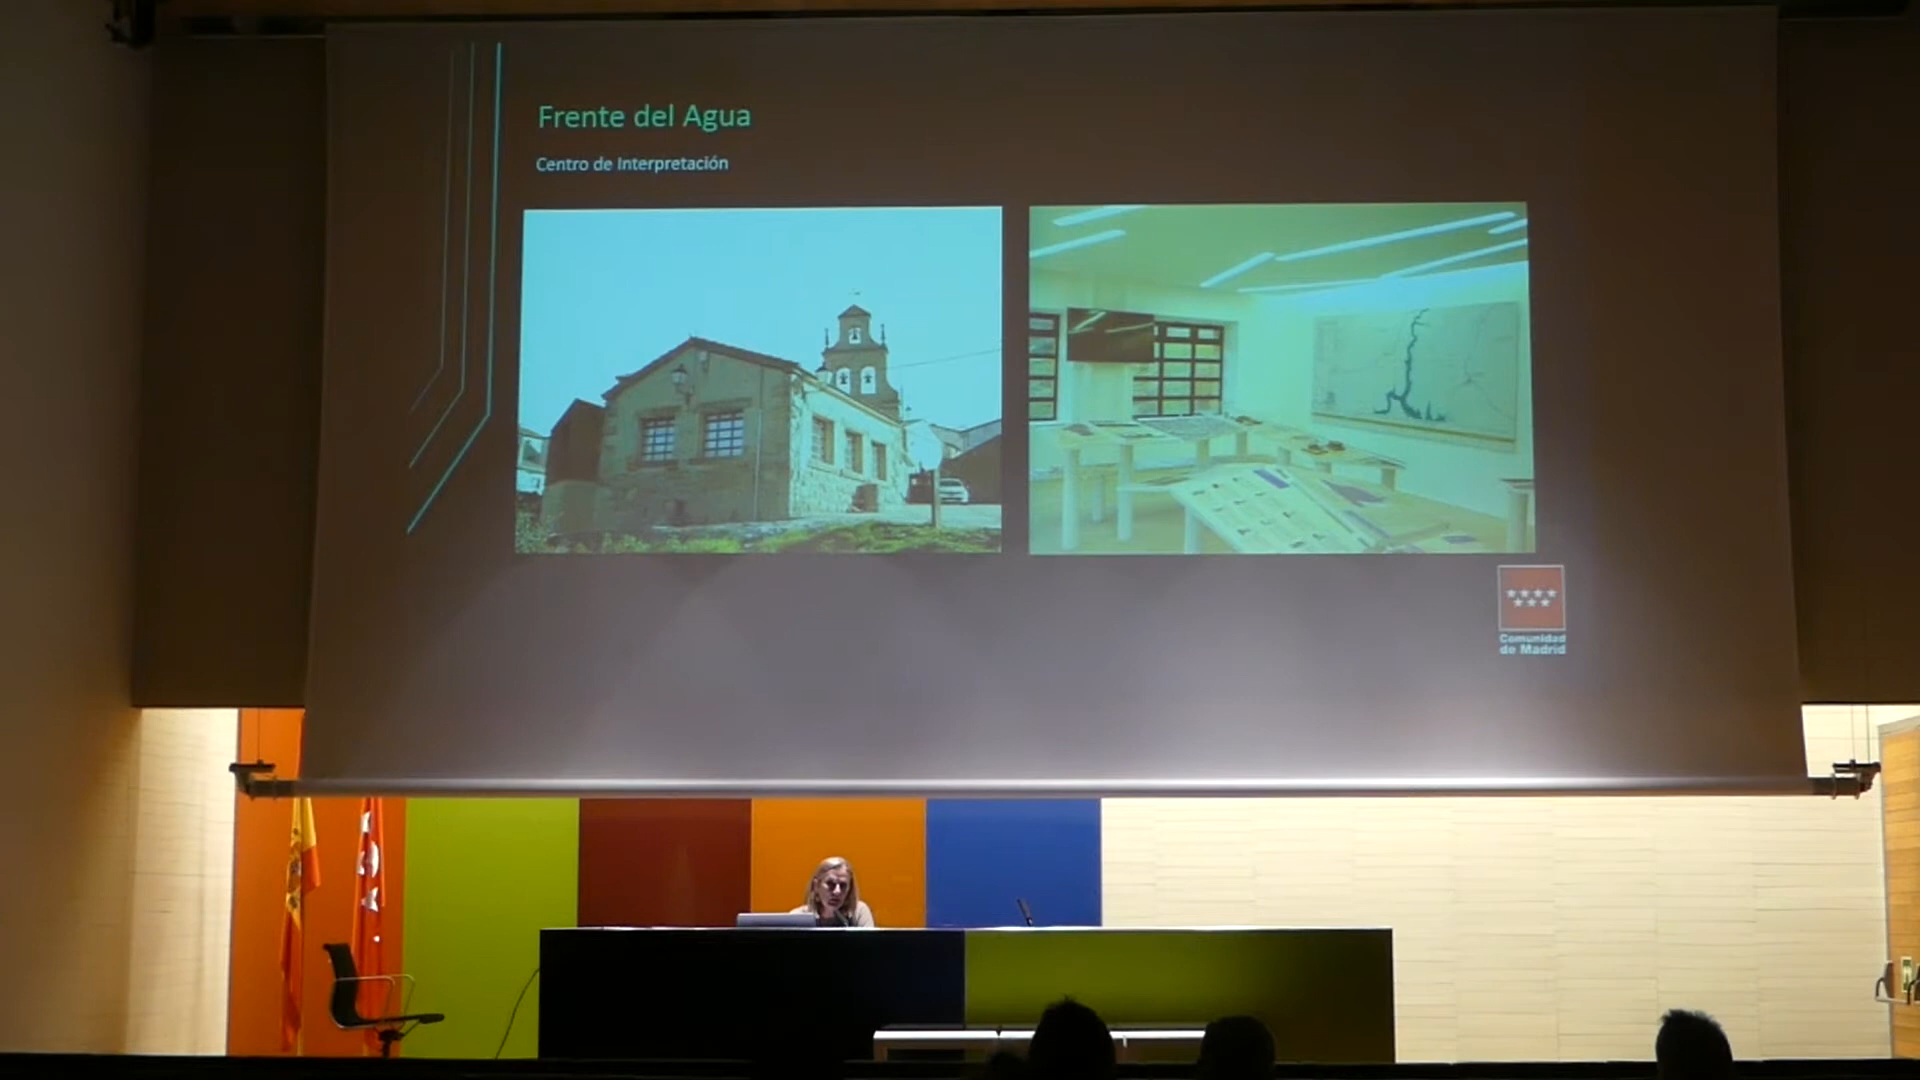 Frente del Agua
Centro de Interpretación
Comunidad
de Madrid